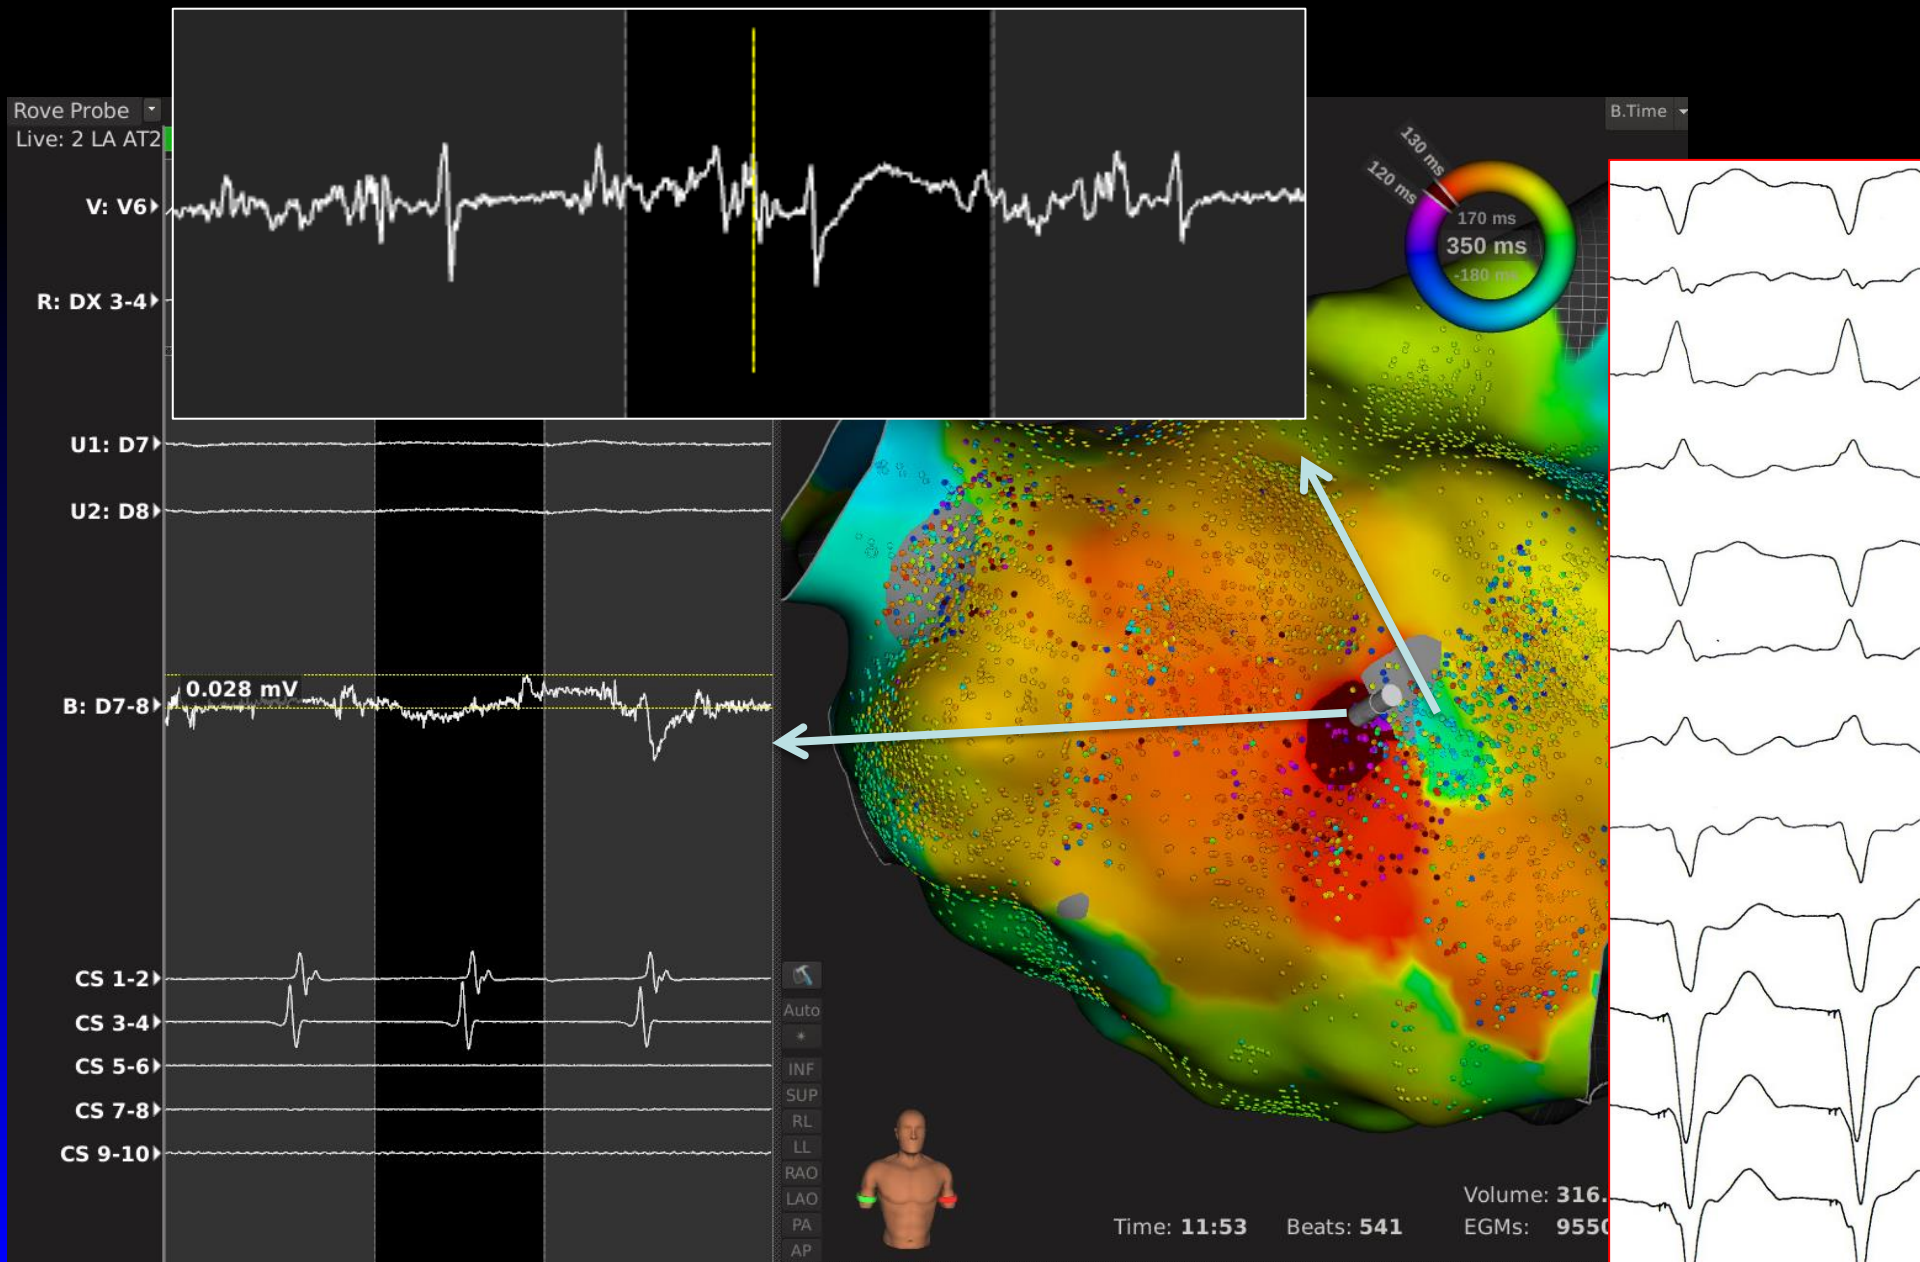 Rove Probe
Live: 2 LA AT2
V: V6
R: DX 3-4
U1: D7
U2: D8
0.028 mV
B: D7-8
CS 1-2
CS 3-4
CS 5-6
CS 7-8
CS 9-10
B.Time
130 ms
120 ms
170 ms
350 ms
-180 ms
Auto
*
INF
SUP
RL
LL
RAO
LAO
PA
AP
Volume: 316.
Time: 11:53 Beats: 541 EGMs: 9550